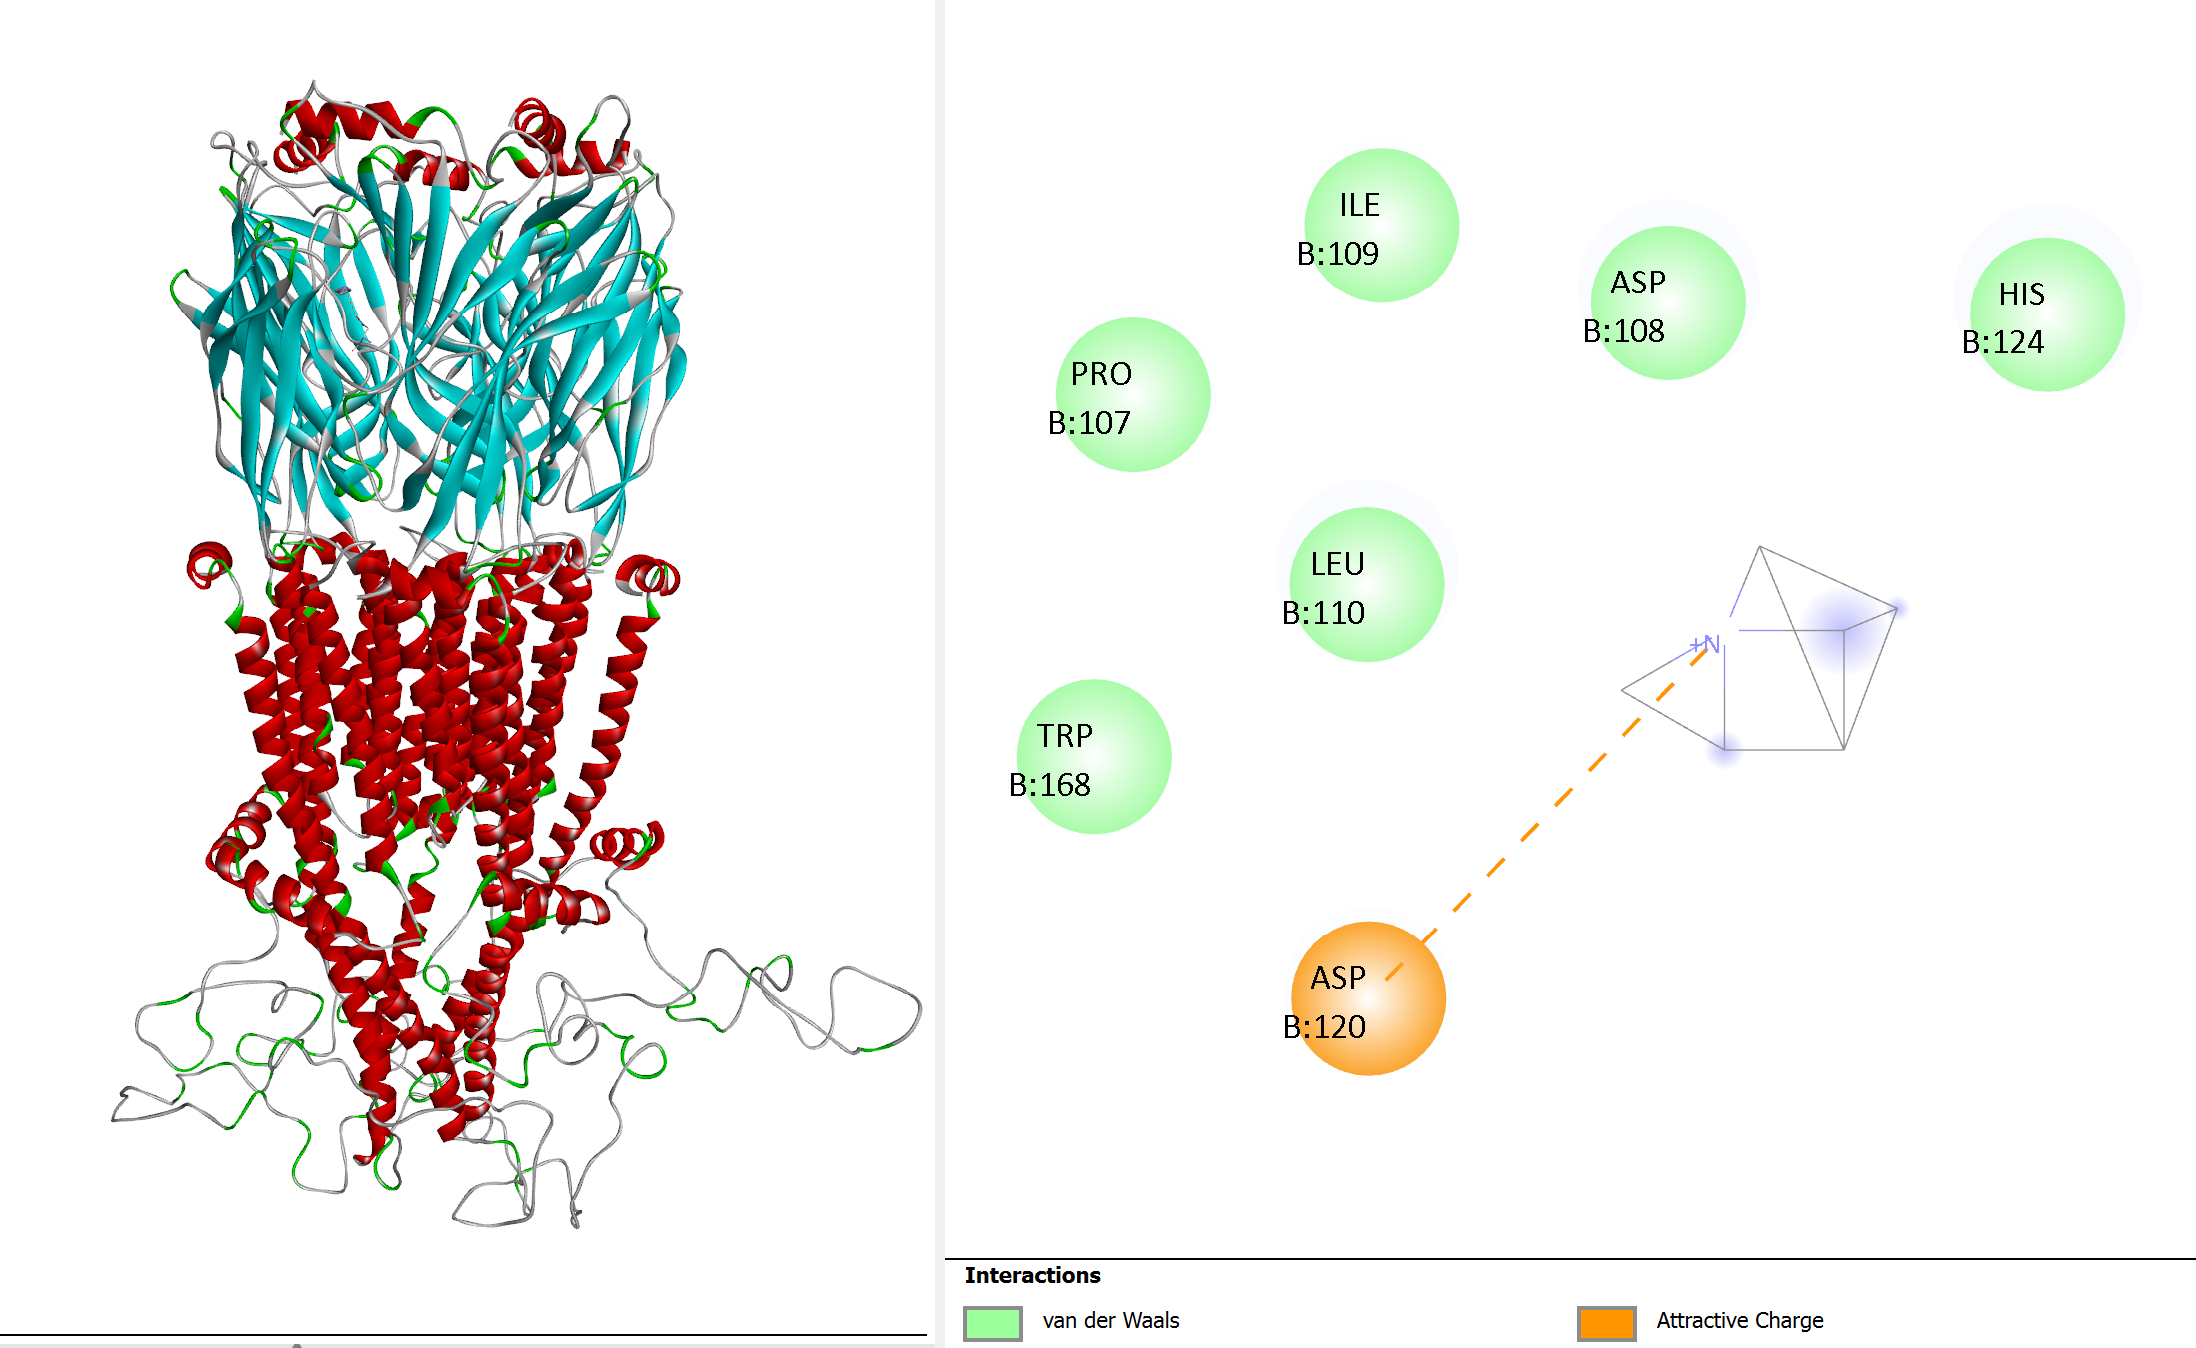 ILE
B:109
ASP
B:108
HIS
B:124
PRO
B:107
LEU
B:110
+N
TRP
B:168
ASP
B:120
Interactions
van der Waals
Attractive Charge